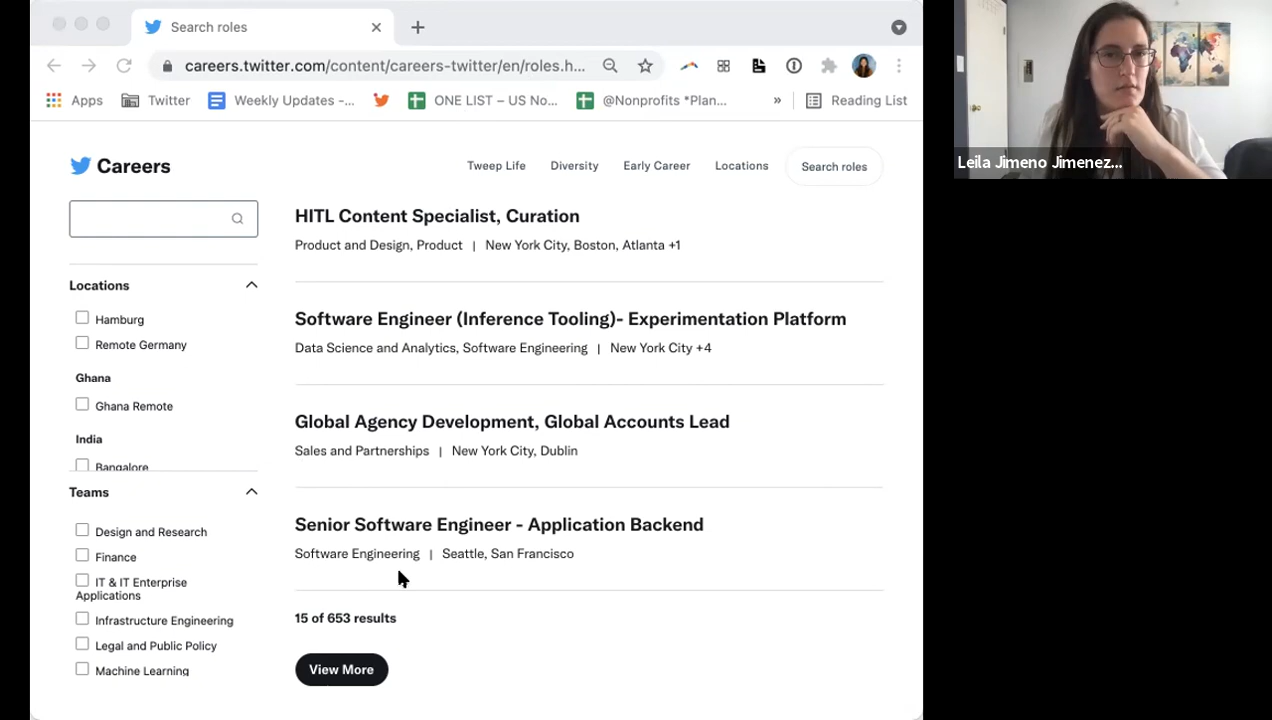 Search roles
careers.twitter.com/content/careers-twitter/en/roles.h...
Apps
Twitter
Weekly Updates -...
ONE LIST – US No...
@Nonprofits *Plan...
»
Reading List
Careers
Tweep Life
Diversity
Early Career
Locations
Search roles
Locations
Hamburg
Remote Germany
Ghana
Ghana Remote
India
Bangalore
Teams
Design and Research
Finance
IT & IT Enterprise
Applications
Infrastructure Engineering
Legal and Public Policy
Machine Learning
HITL Content Specialist, Curation
Product and Design, Product | New York City, Boston, Atlanta +1
Software Engineer (Inference Tooling)- Experimentation Platform
Data Science and Analytics, Software Engineering | New York City +4
Global Agency Development, Global Accounts Lead
Sales and Partnerships | New York City, Dublin
Senior Software Engineer - Application Backend
Software Engineering | Seattle, San Francisco
15 of 653 results
View More
Leila Jimeno Jimenez...